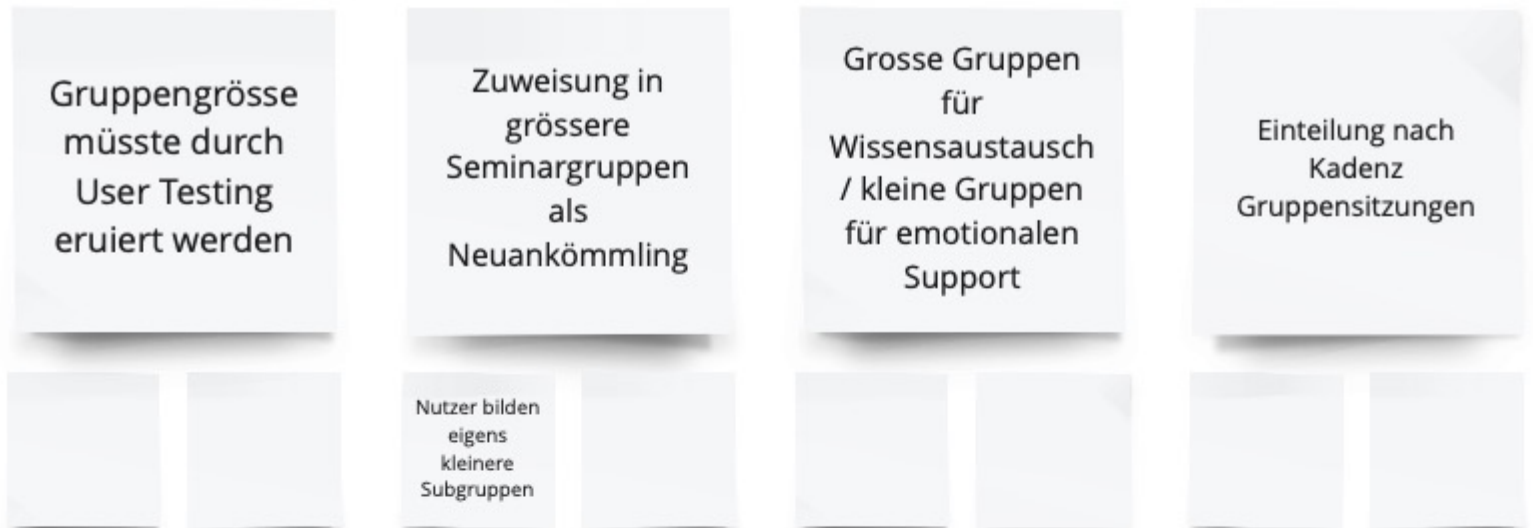 Gruppengrösse
müsste durch
User Testing
eruiert werden
Zuweisung in
grössere
Seminargruppen
als
Neuankömmling
Grosse Gruppen
für
Wissensaustausch
/ kleine Gruppen
für emotionalen
Support
Einteilung nach
Kadenz
Gruppensitzungen
Nutzer bilden
eigens
kleinere
Subgruppen